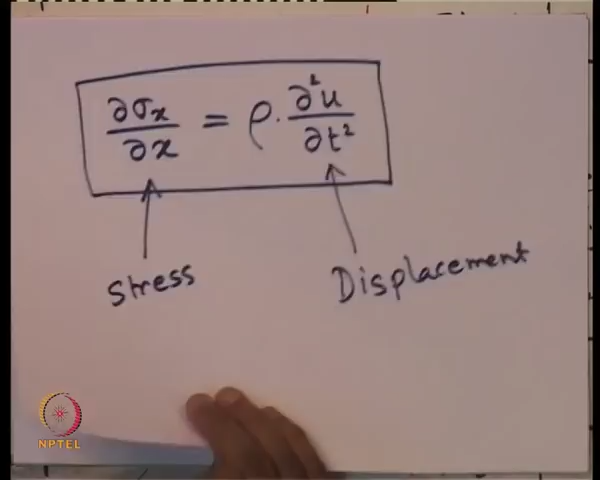 ∂σx/∂x = ρ · ∂²u/∂t²
Stress
Displacement
NPTEL